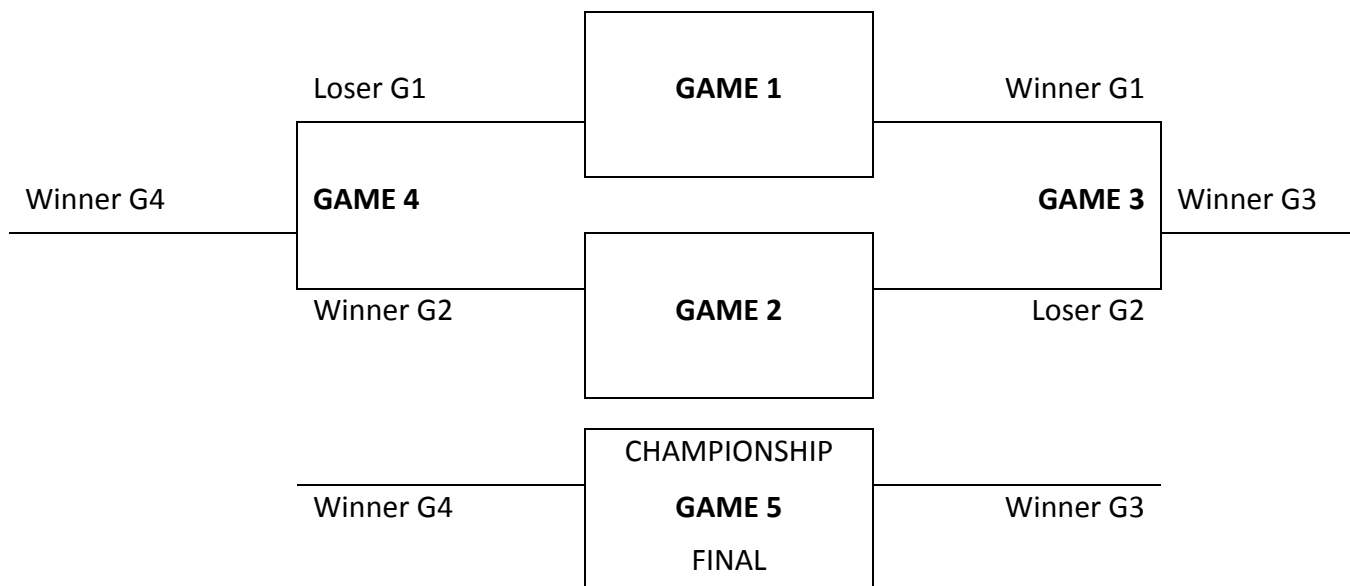 Loser G1 GAME 1 Winner G1
Winner G4 GAME 4 GAME 3 Winner G3
Winner G2 GAME 2 Loser G2
CHAMPIONSHIP
Winner G4 GAME 5 Winner G3
FINAL